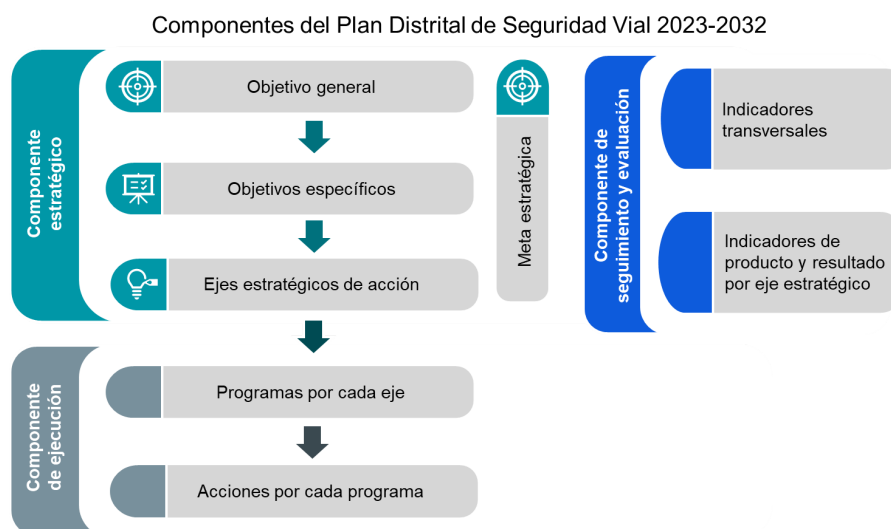 Componentes del Plan Distrital de Seguridad Vial 2023-2032
Componente
estratégico
Objetivo general
Objetivos específicos
Ejes estratégicos de acción
Meta estratégica
Componente de
seguimiento y evaluación
Indicadores
transversales
Indicadores de
producto y resultado
por eje estratégico
Componente
de ejecución
Programas por cada eje
Acciones por cada programa